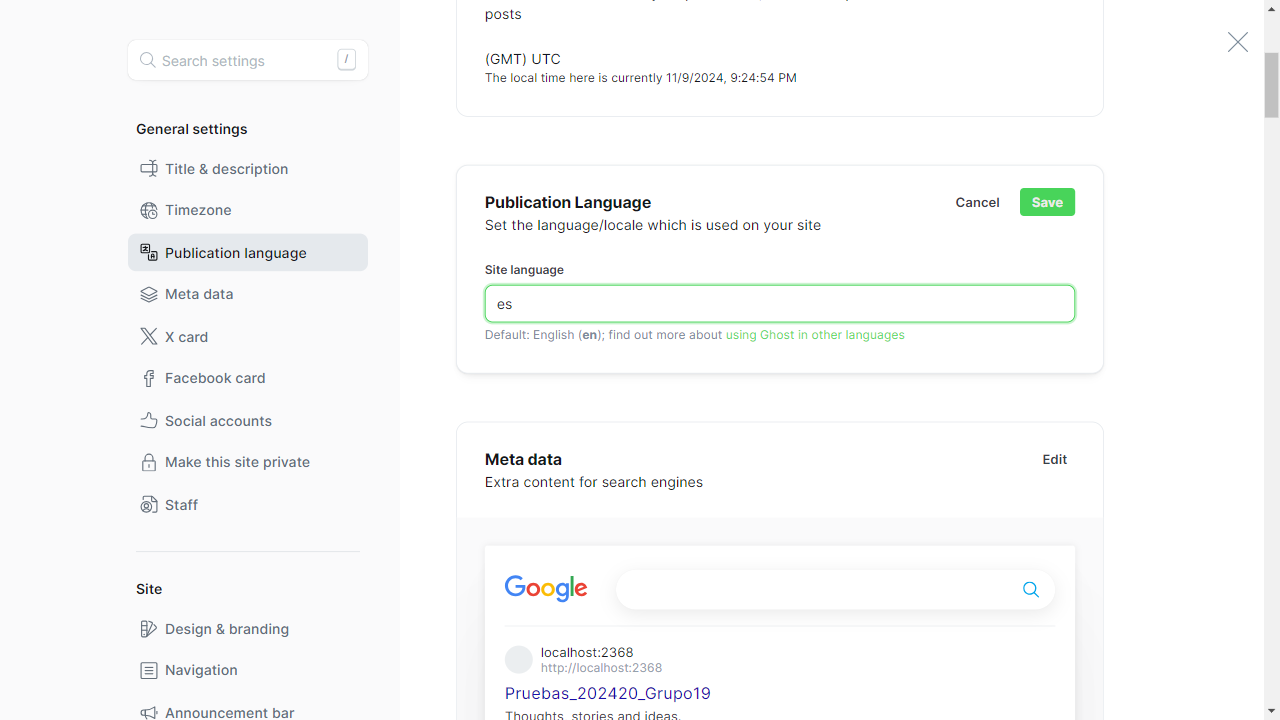 Search settings
/
General settings
Title & description
Timezone
Publication language
Meta data
X card
Facebook card
Social accounts
Make this site private
Staff
Site
Design & branding
Navigation
Announcement bar
posts
(GMT) UTC
The local time here is currently 11/9/2024, 9:24:54 PM
Publication Language
Cancel
Save
Set the language/locale which is used on your site
Site language
es
Default: English (en); find out more about using Ghost in other languages
Meta data
Edit
Extra content for search engines
Google
localhost:2368
http://localhost:2368
Pruebas_202420_Grupo19
Thoughts, stories and ideas.